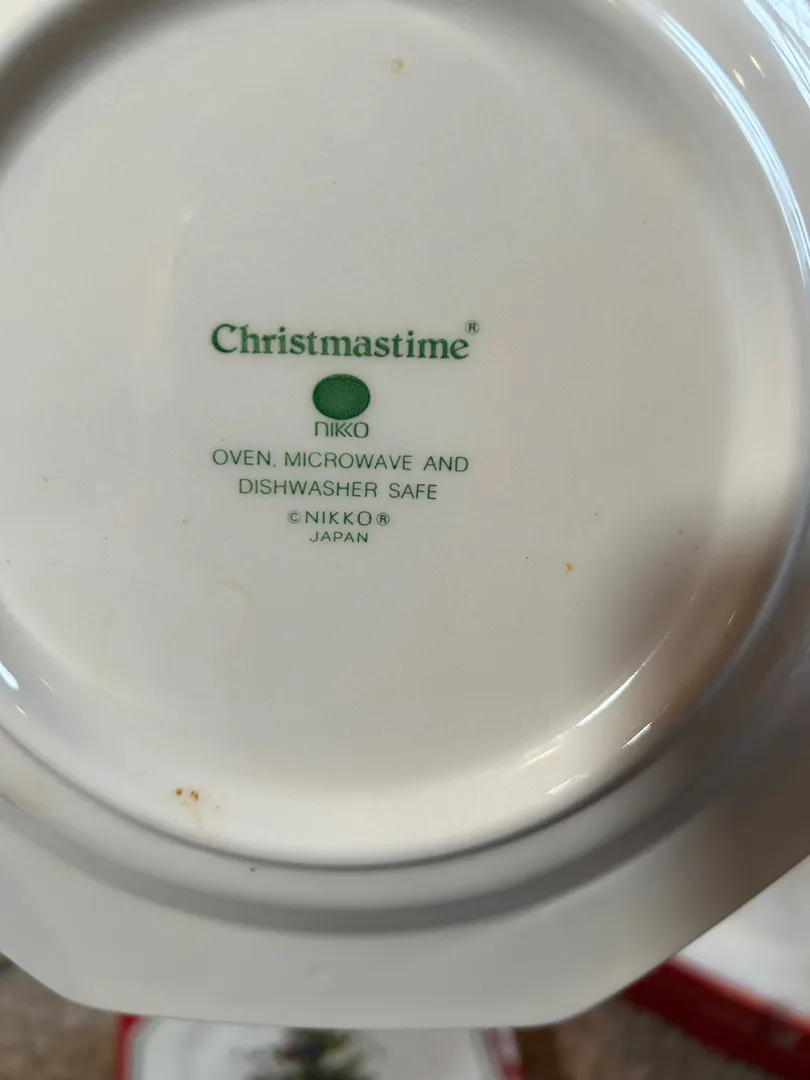 Christmastime®
nikko
OVEN, MICROWAVE AND
DISHWASHER SAFE
©NIKKO®
JAPAN